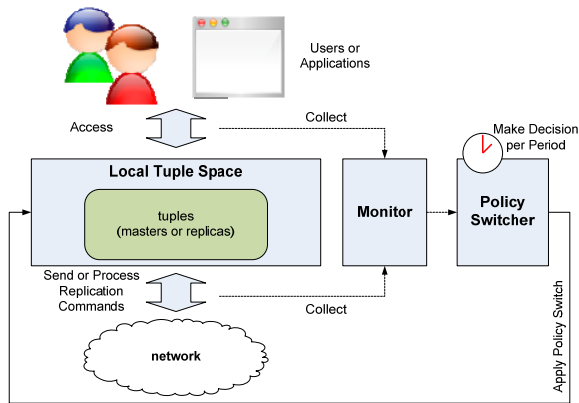 Users or
Applications
Access
Collect
Make Decision
per Period
Local Tuple Space
tuples
(masters or replicas)
Monitor
Policy
Switcher
Send or Process
Replication
Commands
Collect
network
Apply Policy Switch